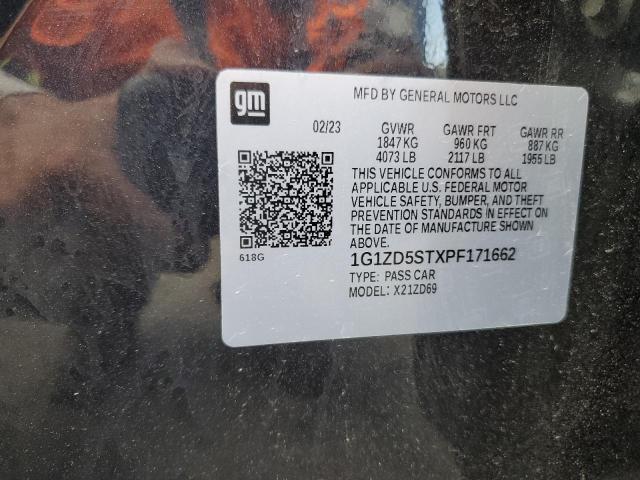 gm
MFD BY GENERAL MOTORS LLC
02/23 GVWR GAWR FRT GAWR RR
1847 KG 960 KG 887 KG
4073 LB 2117 LB 1955 LB
THIS VEHICLE CONFORMS TO ALL
APPLICABLE U.S. FEDERAL MOTOR
VEHICLE SAFETY, BUMPER, AND THEFT
PREVENTION STANDARDS IN EFFECT ON
THE DATE OF MANUFACTURE SHOWN
ABOVE.
618G
1G1ZD5STXPF171662
TYPE: PASS CAR
MODEL: X21ZD69